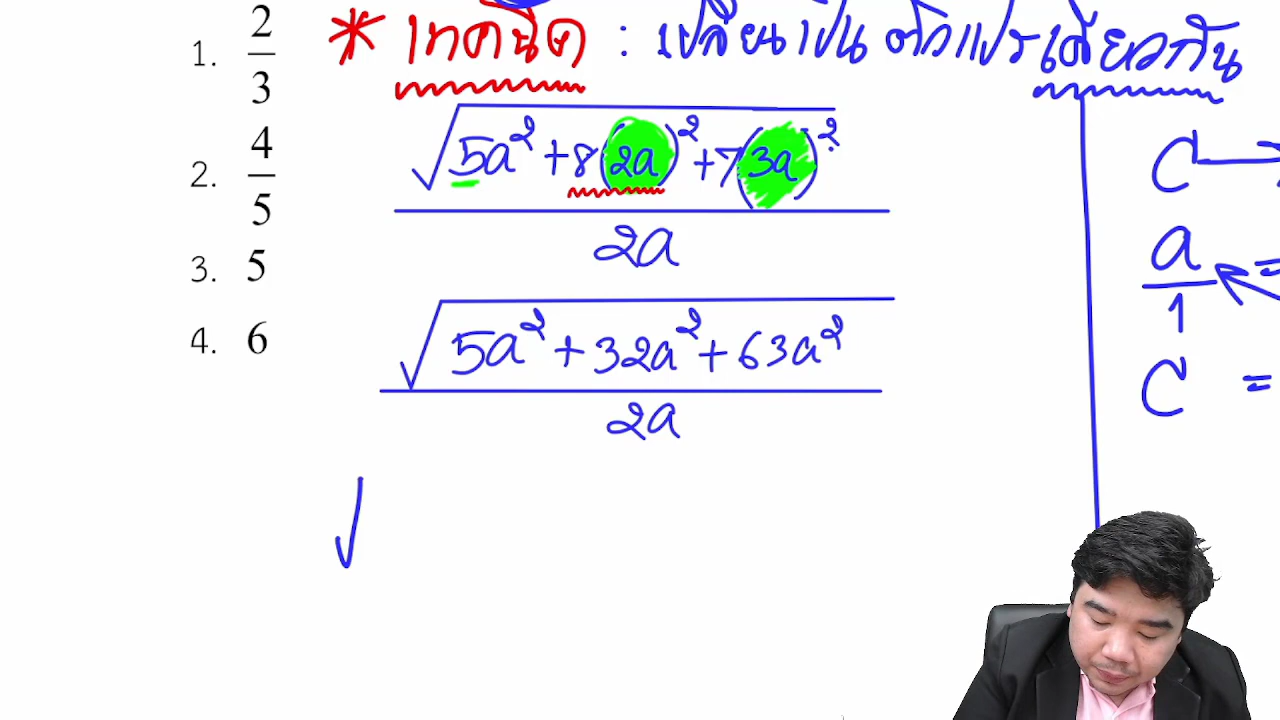 * เทคนิค : เปลี่ยนเป็นตัวแปรเดียวกัน
1. 2/3
2. 4/5
3. 5
4. 6
√(5a² + 8(2a)² + 7(3a)²) / 2a
√(5a² + 32a² + 63a²) / 2a
√
C →
a/1 =
C =